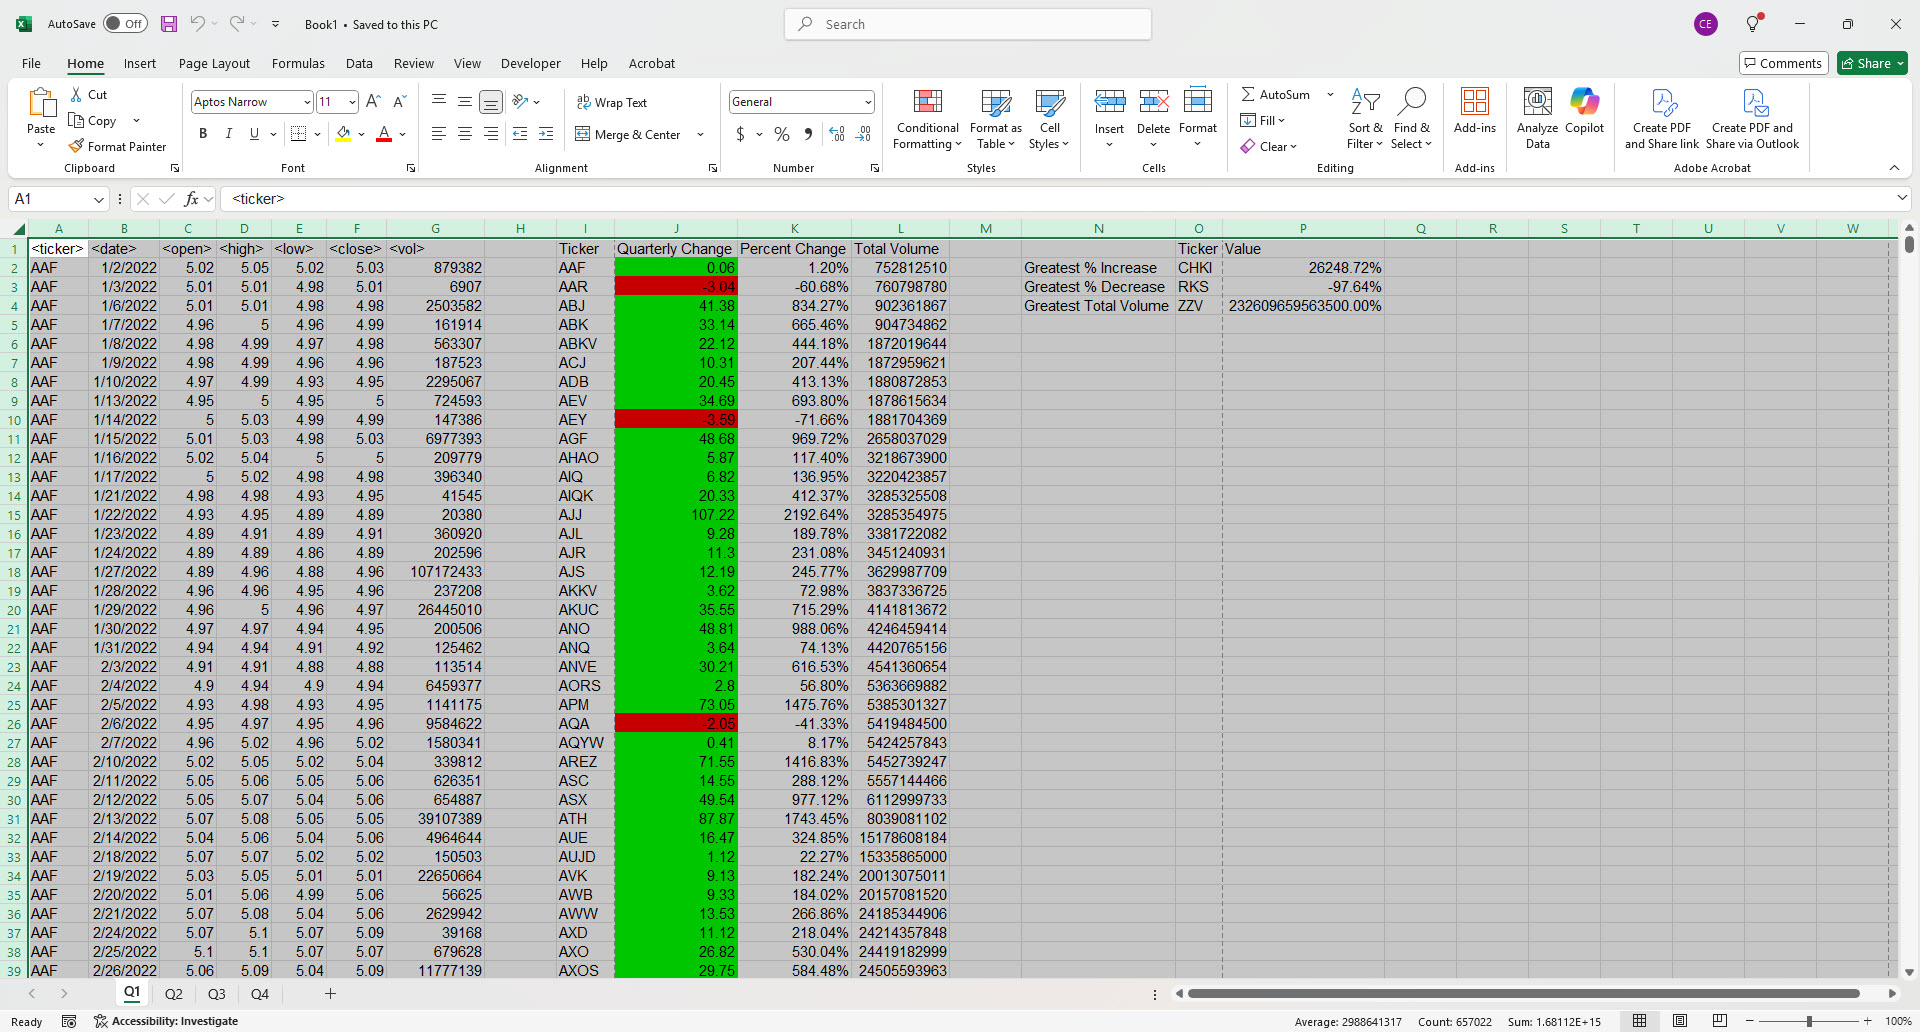 AutoSave Off Book1 • Saved to this PC Search CE
File Home Insert Page Layout Formulas Data Review View Developer Help Acrobat Comments Share
Paste Cut Copy Format Painter Clipboard
Aptos Narrow 11 B I U A Font
Wrap Text Merge & Center Alignment
General $ % Number
Conditional Formatting Format as Table Cell Styles Styles
Insert Delete Format Cells
AutoSum Fill Clear Sort & Filter Find & Select Editing
Add-ins Add-ins
Analyze Data Copilot
Create PDF and Share link Create PDF and Share via Outlook Adobe Acrobat
A1 fx <ticker>
A B C D E F G H I J K L M N O P Q R S T U V W
1 <ticker> <date> <open> <high> <low> <close> <vol> Ticker Quarterly Change Percent Change Total Volume Ticker Value
2 AAF 1/2/2022 5.02 5.05 5.02 5.03 879382 AAF 0.06 1.20% 752812510 Greatest % Increase CHKI 26248.72%
3 AAF 1/3/2022 5.01 5.01 4.98 5.01 6907 AAR -3.04 -60.68% 760798780 Greatest % Decrease RKS -97.64%
4 AAF 1/6/2022 5.01 5.01 4.98 4.98 2503582 ABJ 41.38 834.27% 902361867 Greatest Total Volume ZZV 232609659563500.00%
5 AAF 1/7/2022 4.96 5 4.96 4.99 161914 ABK 33.14 665.46% 904734862
6 AAF 1/8/2022 4.98 4.99 4.97 4.98 563307 ABKV 22.12 444.18% 1872019644
7 AAF 1/9/2022 4.98 4.99 4.96 4.96 187523 ACJ 10.31 207.44% 1872959621
8 AAF 1/10/2022 4.97 4.99 4.93 4.95 2295067 ADB 20.45 413.13% 1880872853
9 AAF 1/13/2022 4.95 5 4.95 5 724593 AEV 34.69 693.80% 1878615634
10 AAF 1/14/2022 5 5.03 4.99 4.99 147386 AEY -3.59 -71.66% 1881704369
11 AAF 1/15/2022 5.01 5.03 4.98 5.03 6977393 AGF 48.68 969.72% 2658037029
12 AAF 1/16/2022 5.02 5.04 5 5 209779 AHAO 5.87 117.40% 3218673900
13 AAF 1/17/2022 5 5.02 4.98 4.98 396340 AIQ 6.82 136.95% 3220423857
14 AAF 1/21/2022 4.98 4.98 4.93 4.95 41545 AIQK 20.33 412.37% 3285325508
15 AAF 1/22/2022 4.93 4.95 4.89 4.89 20380 AJJ 107.22 2192.64% 3285354975
16 AAF 1/23/2022 4.89 4.91 4.89 4.91 360920 AJL 9.28 189.78% 3381722082
17 AAF 1/24/2022 4.89 4.89 4.86 4.89 202596 AJR 11.3 231.08% 3451240931
18 AAF 1/27/2022 4.89 4.96 4.88 4.96 107172433 AJS 12.19 245.77% 3629987709
19 AAF 1/28/2022 4.96 4.96 4.95 4.96 237208 AKKV 3.62 72.98% 3837336725
20 AAF 1/29/2022 4.96 5 4.96 4.97 26445010 AKUC 35.55 715.29% 4141813672
21 AAF 1/30/2022 4.97 4.97 4.94 4.95 200506 ANO 48.81 988.06% 4246459414
22 AAF 1/31/2022 4.94 4.94 4.91 4.92 125462 ANQ 3.64 74.13% 4420765156
23 AAF 2/3/2022 4.91 4.91 4.88 4.88 113514 ANVE 30.21 616.53% 4541360654
24 AAF 2/4/2022 4.9 4.94 4.9 4.94 6459377 AORS 2.8 56.80% 5363669882
25 AAF 2/5/2022 4.93 4.98 4.93 4.95 1141175 APM 73.05 1475.76% 5385301327
26 AAF 2/6/2022 4.95 4.97 4.95 4.96 9584622 AQA -2.05 -41.33% 5419484500
27 AAF 2/7/2022 4.96 5.02 4.96 5.02 1580341 AQYW 0.41 8.17% 5424257843
28 AAF 2/10/2022 5.02 5.05 5.02 5.04 339812 AREZ 71.55 1416.83% 5452739247
29 AAF 2/11/2022 5.05 5.06 5.05 5.06 626351 ASC 14.55 288.12% 5557144466
30 AAF 2/12/2022 5.05 5.07 5.04 5.06 654887 ASX 49.54 977.12% 6112999733
31 AAF 2/13/2022 5.07 5.08 5.05 5.05 39107389 ATH 87.87 1743.45% 8039081102
32 AAF 2/14/2022 5.04 5.06 5.04 5.06 4964644 AUE 16.47 324.85% 15178608184
33 AAF 2/18/2022 5.07 5.07 5.02 5.02 150503 AUJD 1.12 22.27% 15335865000
34 AAF 2/19/2022 5.03 5.05 5.01 5.01 22650664 AVK 9.13 182.24% 20013075011
35 AAF 2/20/2022 5.01 5.06 4.99 5.06 56625 AWB 9.33 184.02% 20157081520
36 AAF 2/21/2022 5.07 5.08 5.04 5.06 2629942 AWW 13.53 266.86% 24185344906
37 AAF 2/24/2022 5.07 5.1 5.07 5.09 39168 AXD 11.12 218.04% 24214357848
38 AAF 2/25/2022 5.1 5.1 5.07 5.07 679628 AXO 26.82 530.04% 24419182999
39 AAF 2/26/2022 5.06 5.09 5.04 5.09 11777139 AXOS 29.75 584.48% 24505593963
Q1 Q2 Q3 Q4
Ready Accessibility: Investigate Average: 2988641317 Count: 657022 Sum: 1.68112E+15 100%